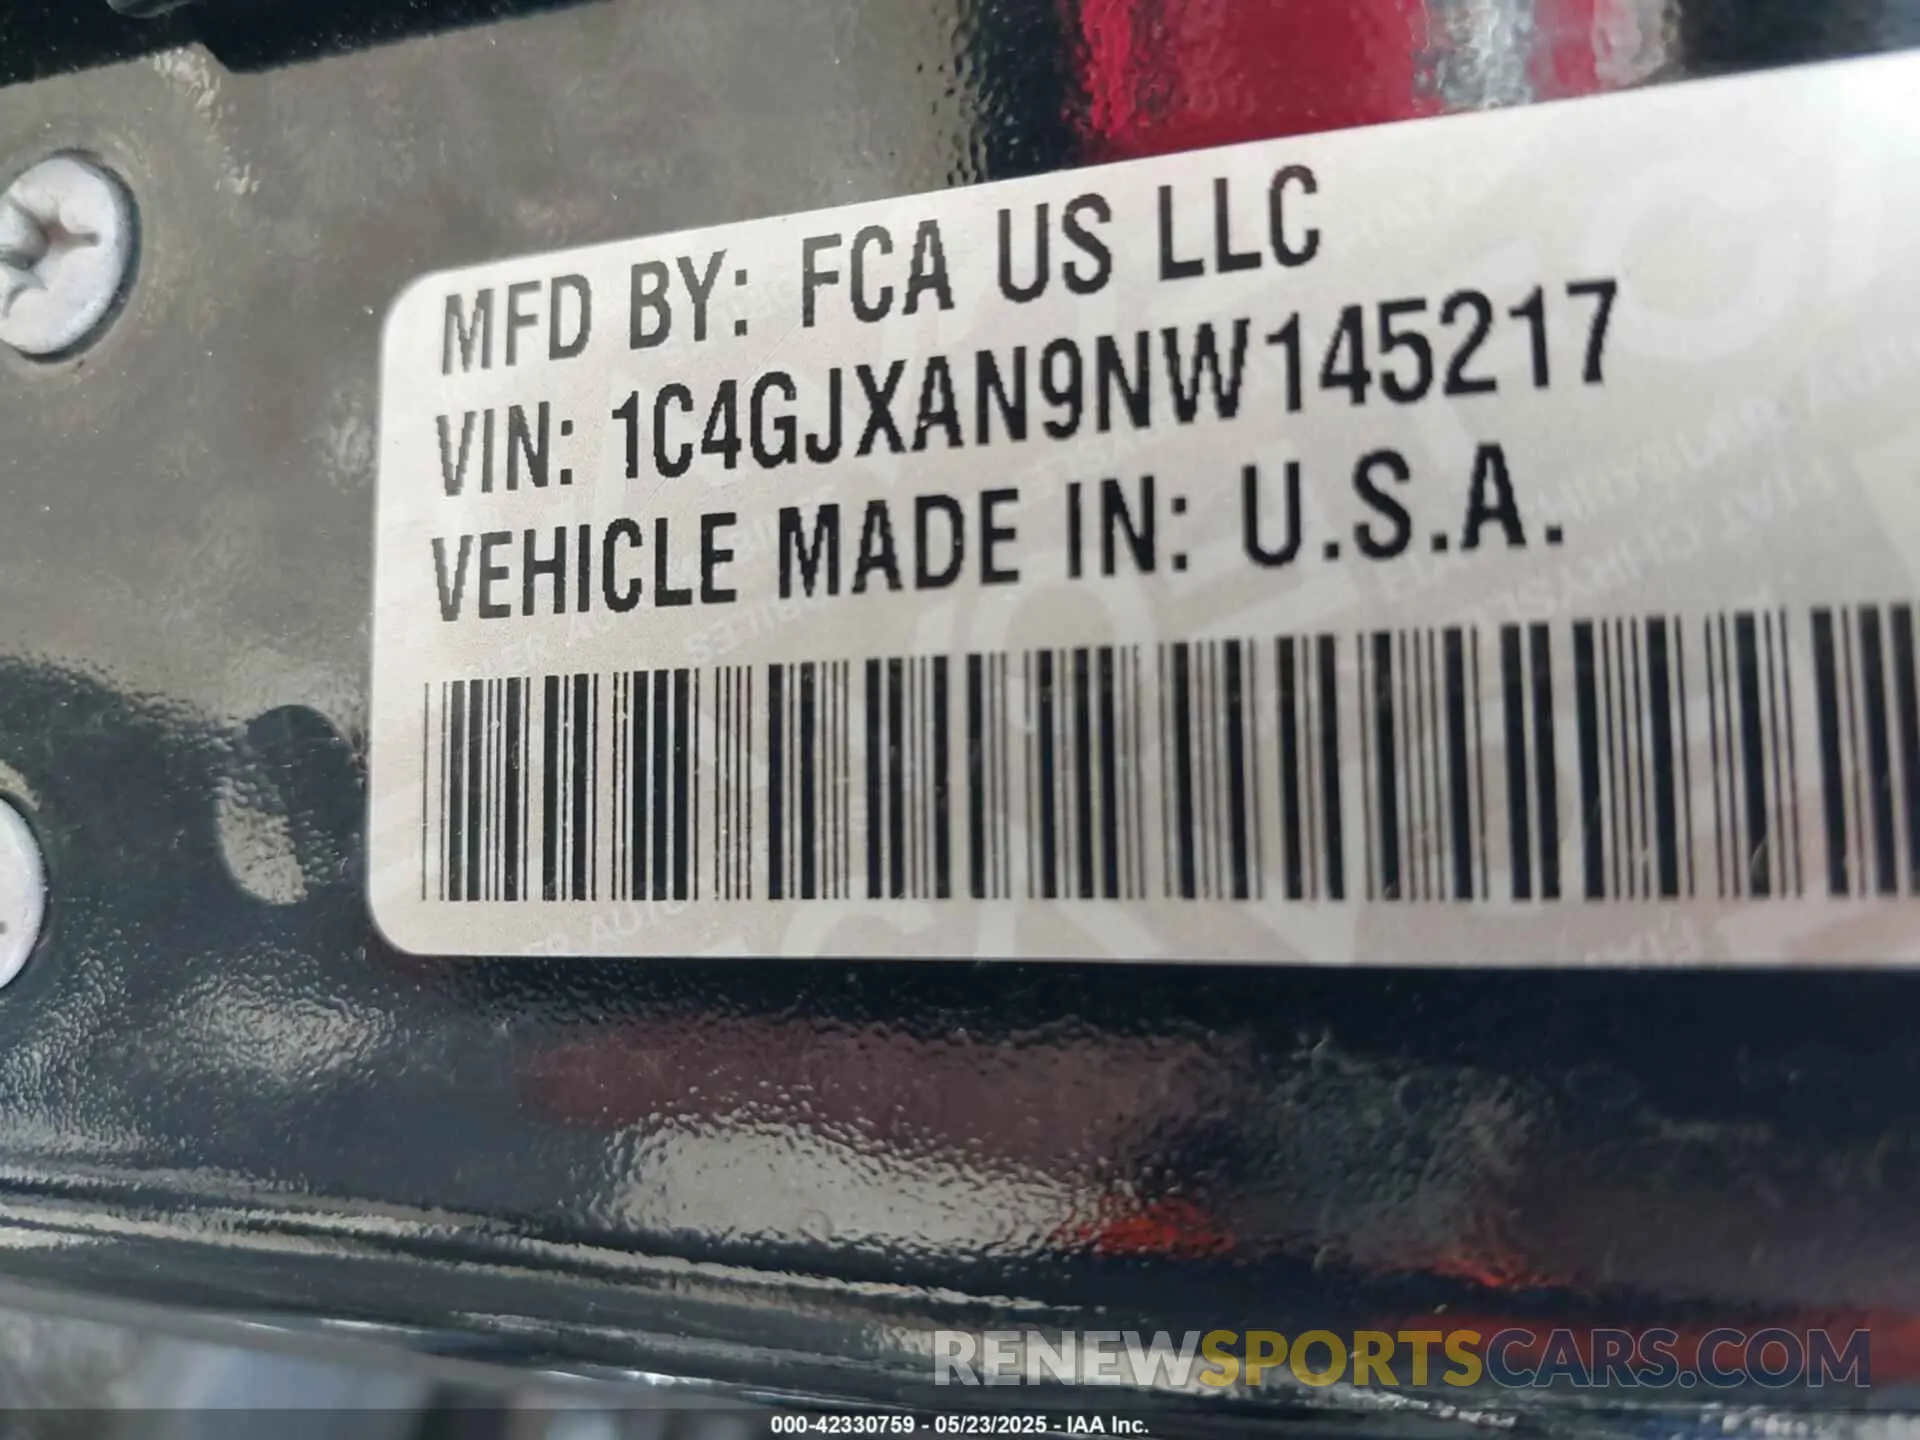 MFD BY: FCA US LLC
VIN: 1C4GJXAN9NW145217
VEHICLE MADE IN: U.S.A.
RENEWSPORTSCARS.COM
000-42330759 - 05/23/2025 - IAA Inc.